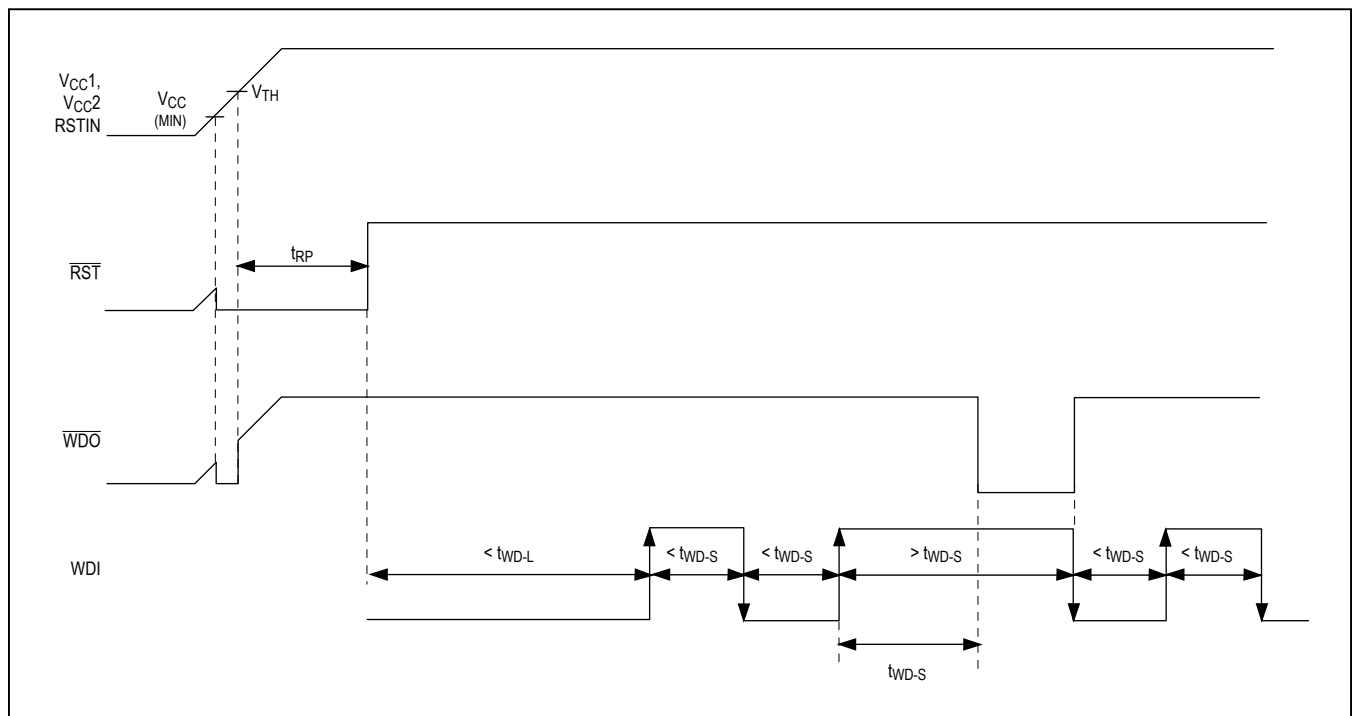 VCC1,
VCC2
RSTIN
VCC
(MIN)
VTH
RST
tRP
WDO
WDI
< tWD-L
< tWD-S
< tWD-S
> tWD-S
< tWD-S
< tWD-S
tWD-S